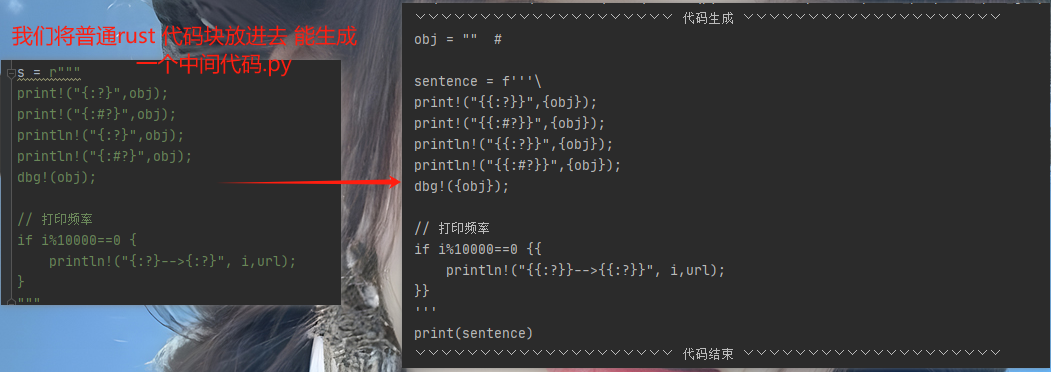 我们将普通rust 代码块放进去 能生成
一个中间代码.py
s = r"""
print!("{:?}",obj);
print!("{:#?}",obj);
println!("{:?}",obj);
println!("{:#?}",obj);
dbg!(obj);
// 打印频率
if i%10000==0 {
    println!("{:?}-->{:?}", i,url);
}
"""
﹀﹀﹀﹀﹀﹀﹀﹀﹀﹀﹀﹀﹀﹀﹀﹀﹀﹀﹀﹀﹀ 代码生成 ﹀﹀﹀﹀﹀﹀﹀﹀﹀﹀﹀﹀﹀﹀﹀﹀﹀﹀﹀﹀﹀
obj = ""  #
sentence = f'''\
print!("{{:?}}",{obj});
print!("{{:#?}}",{obj});
println!("{{:?}}",{obj});
println!("{{:#?}}",{obj});
dbg!({obj});
// 打印频率
if i%10000==0 {{
    println!("{{:?}}-->{{:?}}", i,url);
}}
'''
print(sentence)
﹀﹀﹀﹀﹀﹀﹀﹀﹀﹀﹀﹀﹀﹀﹀﹀﹀﹀﹀﹀﹀ 代码结束 ﹀﹀﹀﹀﹀﹀﹀﹀﹀﹀﹀﹀﹀﹀﹀﹀﹀﹀﹀﹀﹀